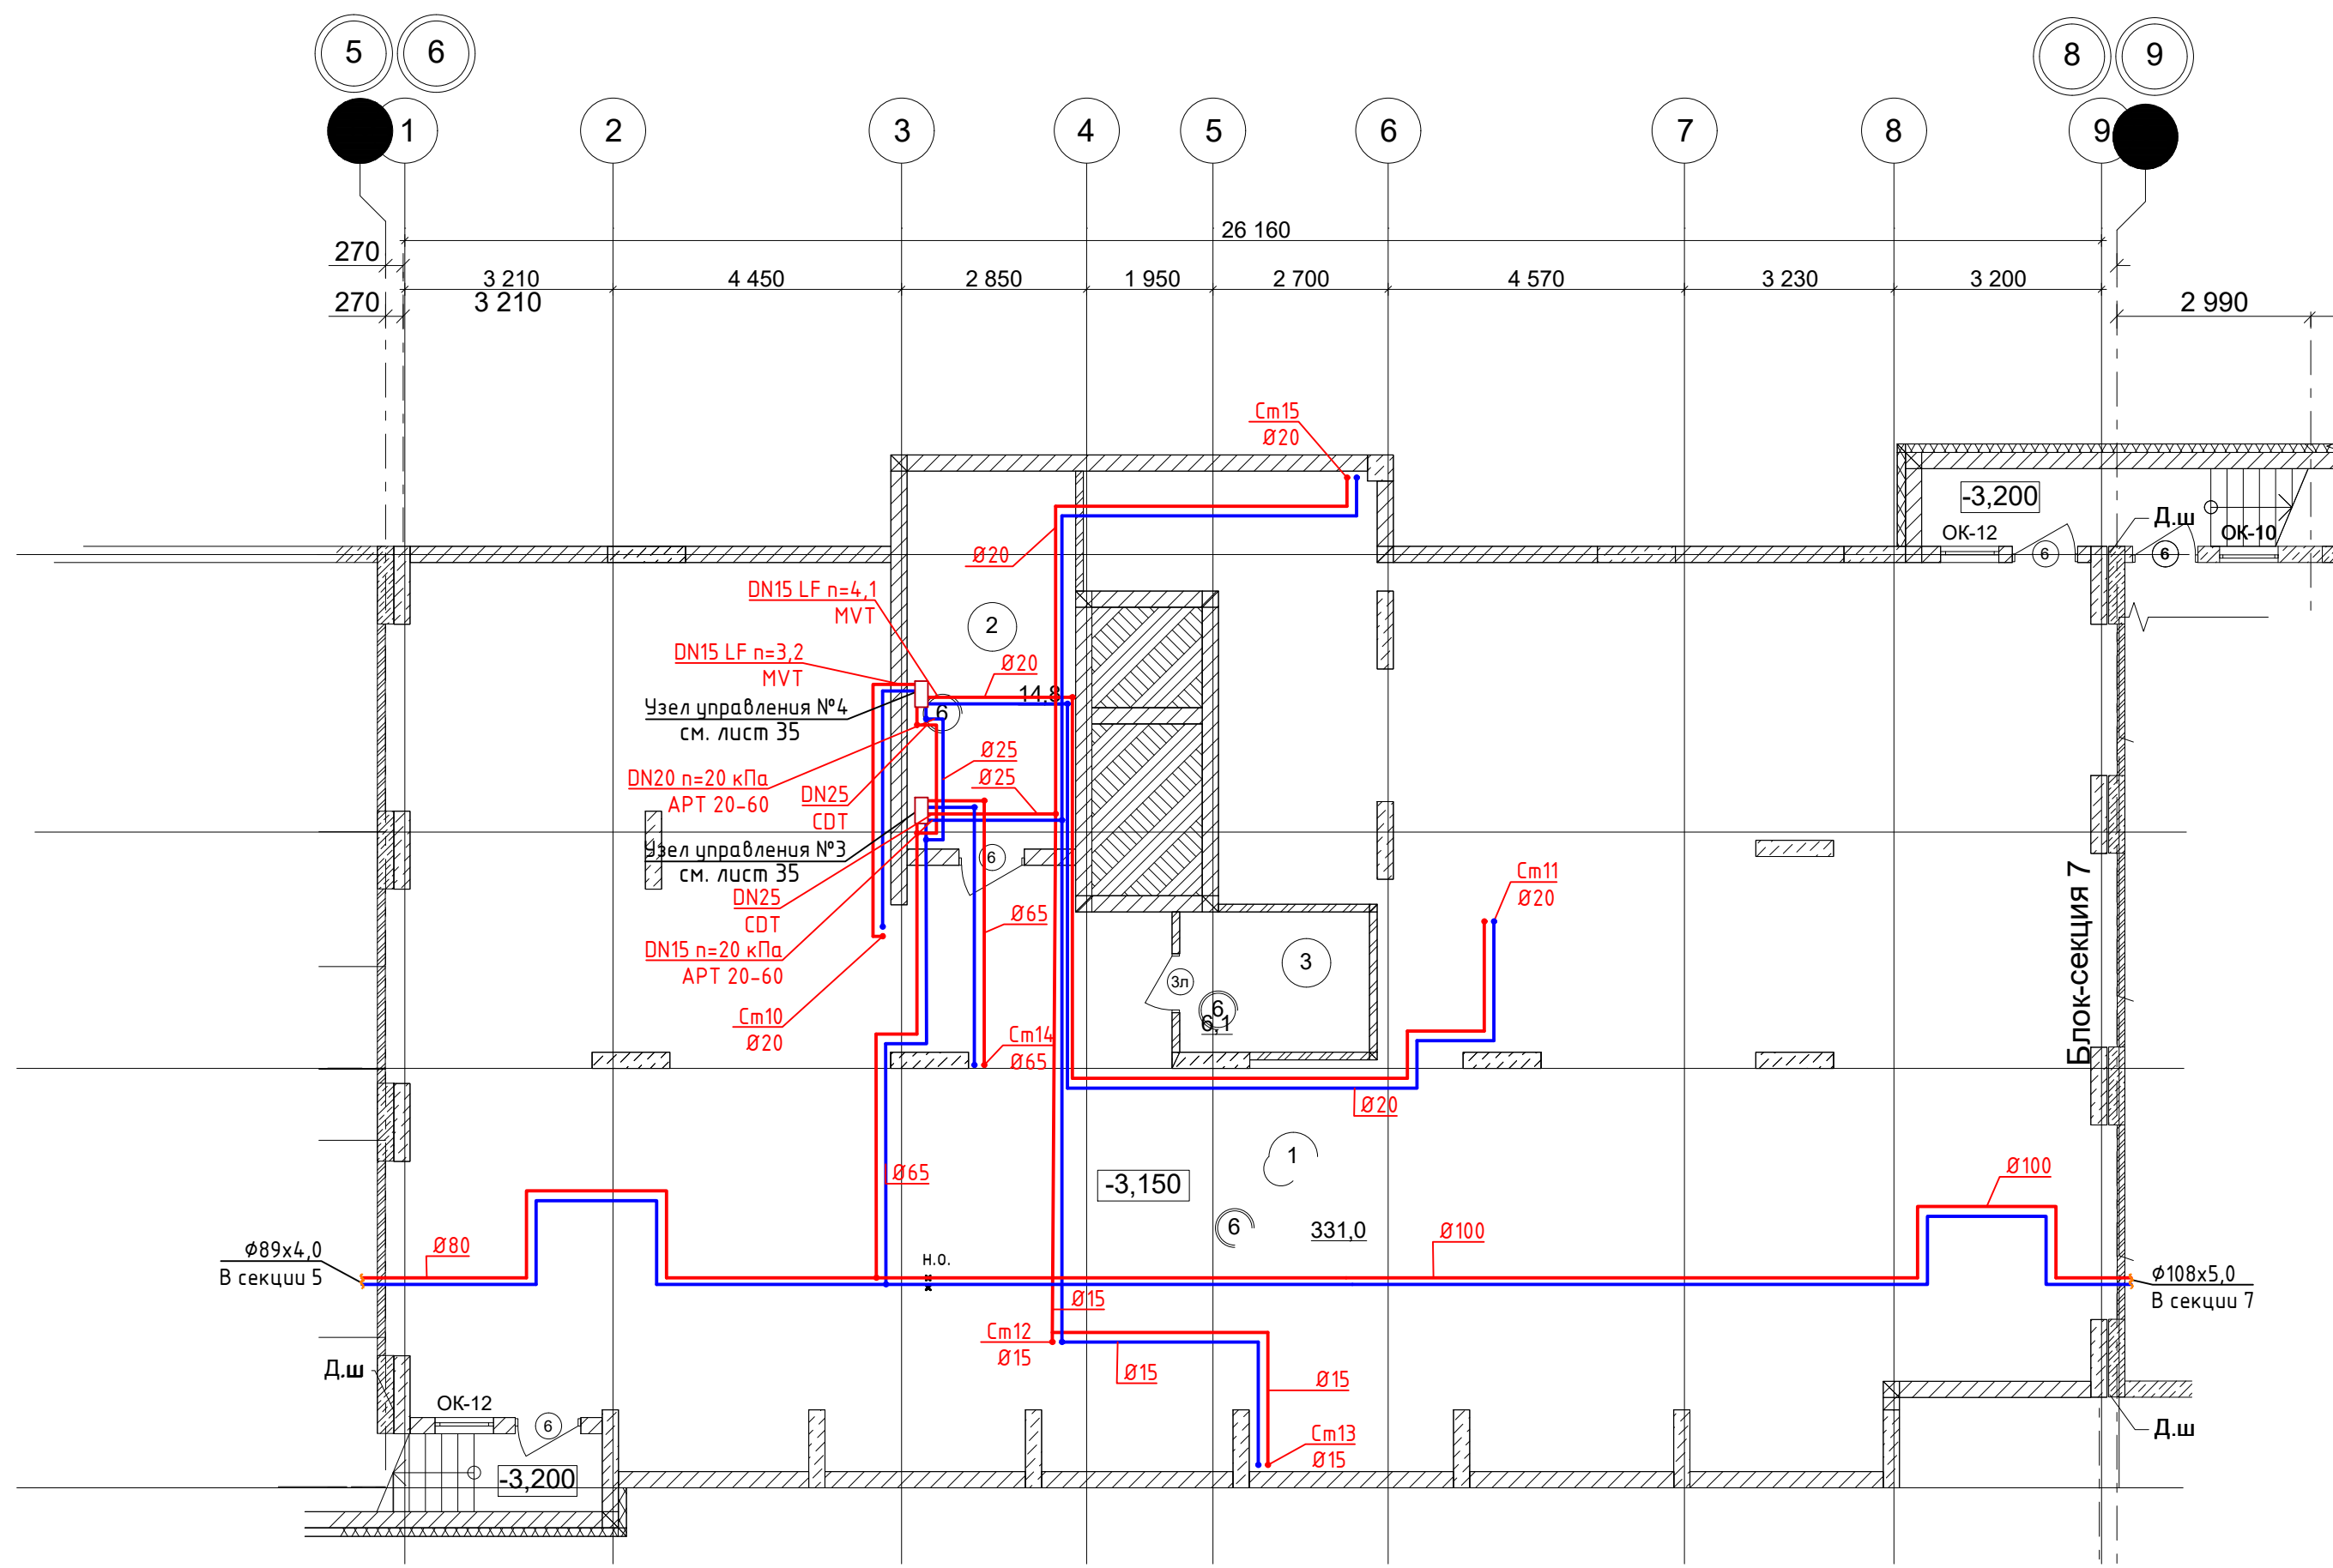 5 6 8 9
1 2 3 4 5 6 7 8 9
26 160
270
3 210 4 450 2 850 1 950 2 700 4 570 3 230 3 200
270 3 210 2 990
Ст15
Ø20
-3,200
Д.ш
ОК-12 6 6 ОК-10
Ø20
DN15 LF n=4,1
MVT
2
DN15 LF n=3,2
MVT
Ø20
14,8
Узел управления №4
см. лист 35
6
Ø25
DN20 n=20 кПа
APT 20-60
Ø25
DN25
CDT
Узел управления №3
см. лист 35
6
DN25
CDT
Ст11
Ø20
Ø65
DN15 n=20 кПа
APT 20-60
3
3л
6
6,1
Блок-секция 7
Ст10
Ø20
Ст14
Ø65
Ø20
1
Ø65
-3,150
Ø100
6
331,0
Ø100
Ø80
ф89х4,0
В секции 5
н.о.
ф108х5,0
В секции 7
Ø15
Ст12
Ø15
Ø15
Ø15
Д.ш
ОК-12
6
Ст13
Ø15
Д.ш
-3,200